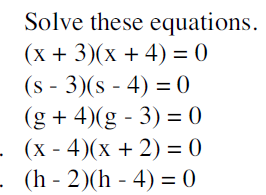 Solve these equations.
(x + 3)(x + 4) = 0
(s - 3)(s - 4) = 0
(g + 4)(g - 3) = 0
. (x - 4)(x + 2) = 0
. (h - 2)(h - 4) = 0